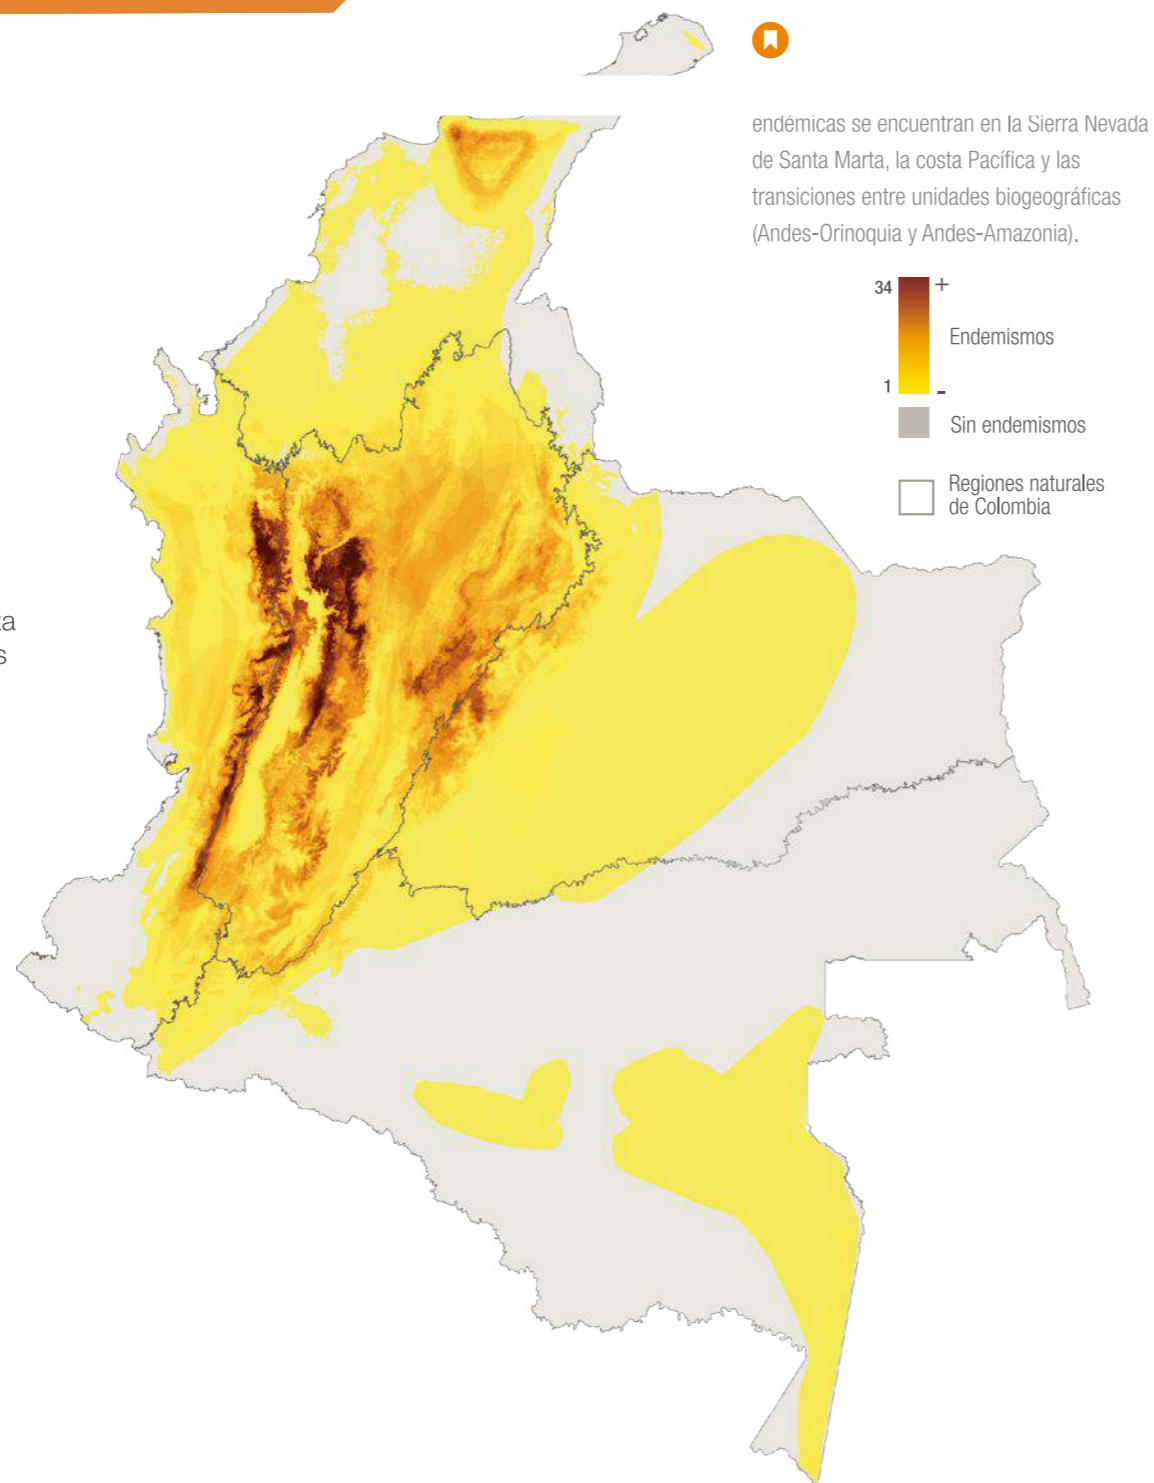 endémicas se encuentran en la Sierra Nevada
de Santa Marta, la costa Pacífica y las
transiciones entre unidades biogeográficas
(Andes-Orinoquia y Andes-Amazonia).
34 +
Endemismos
1 -
Sin endemismos
Regiones naturales
de Colombia